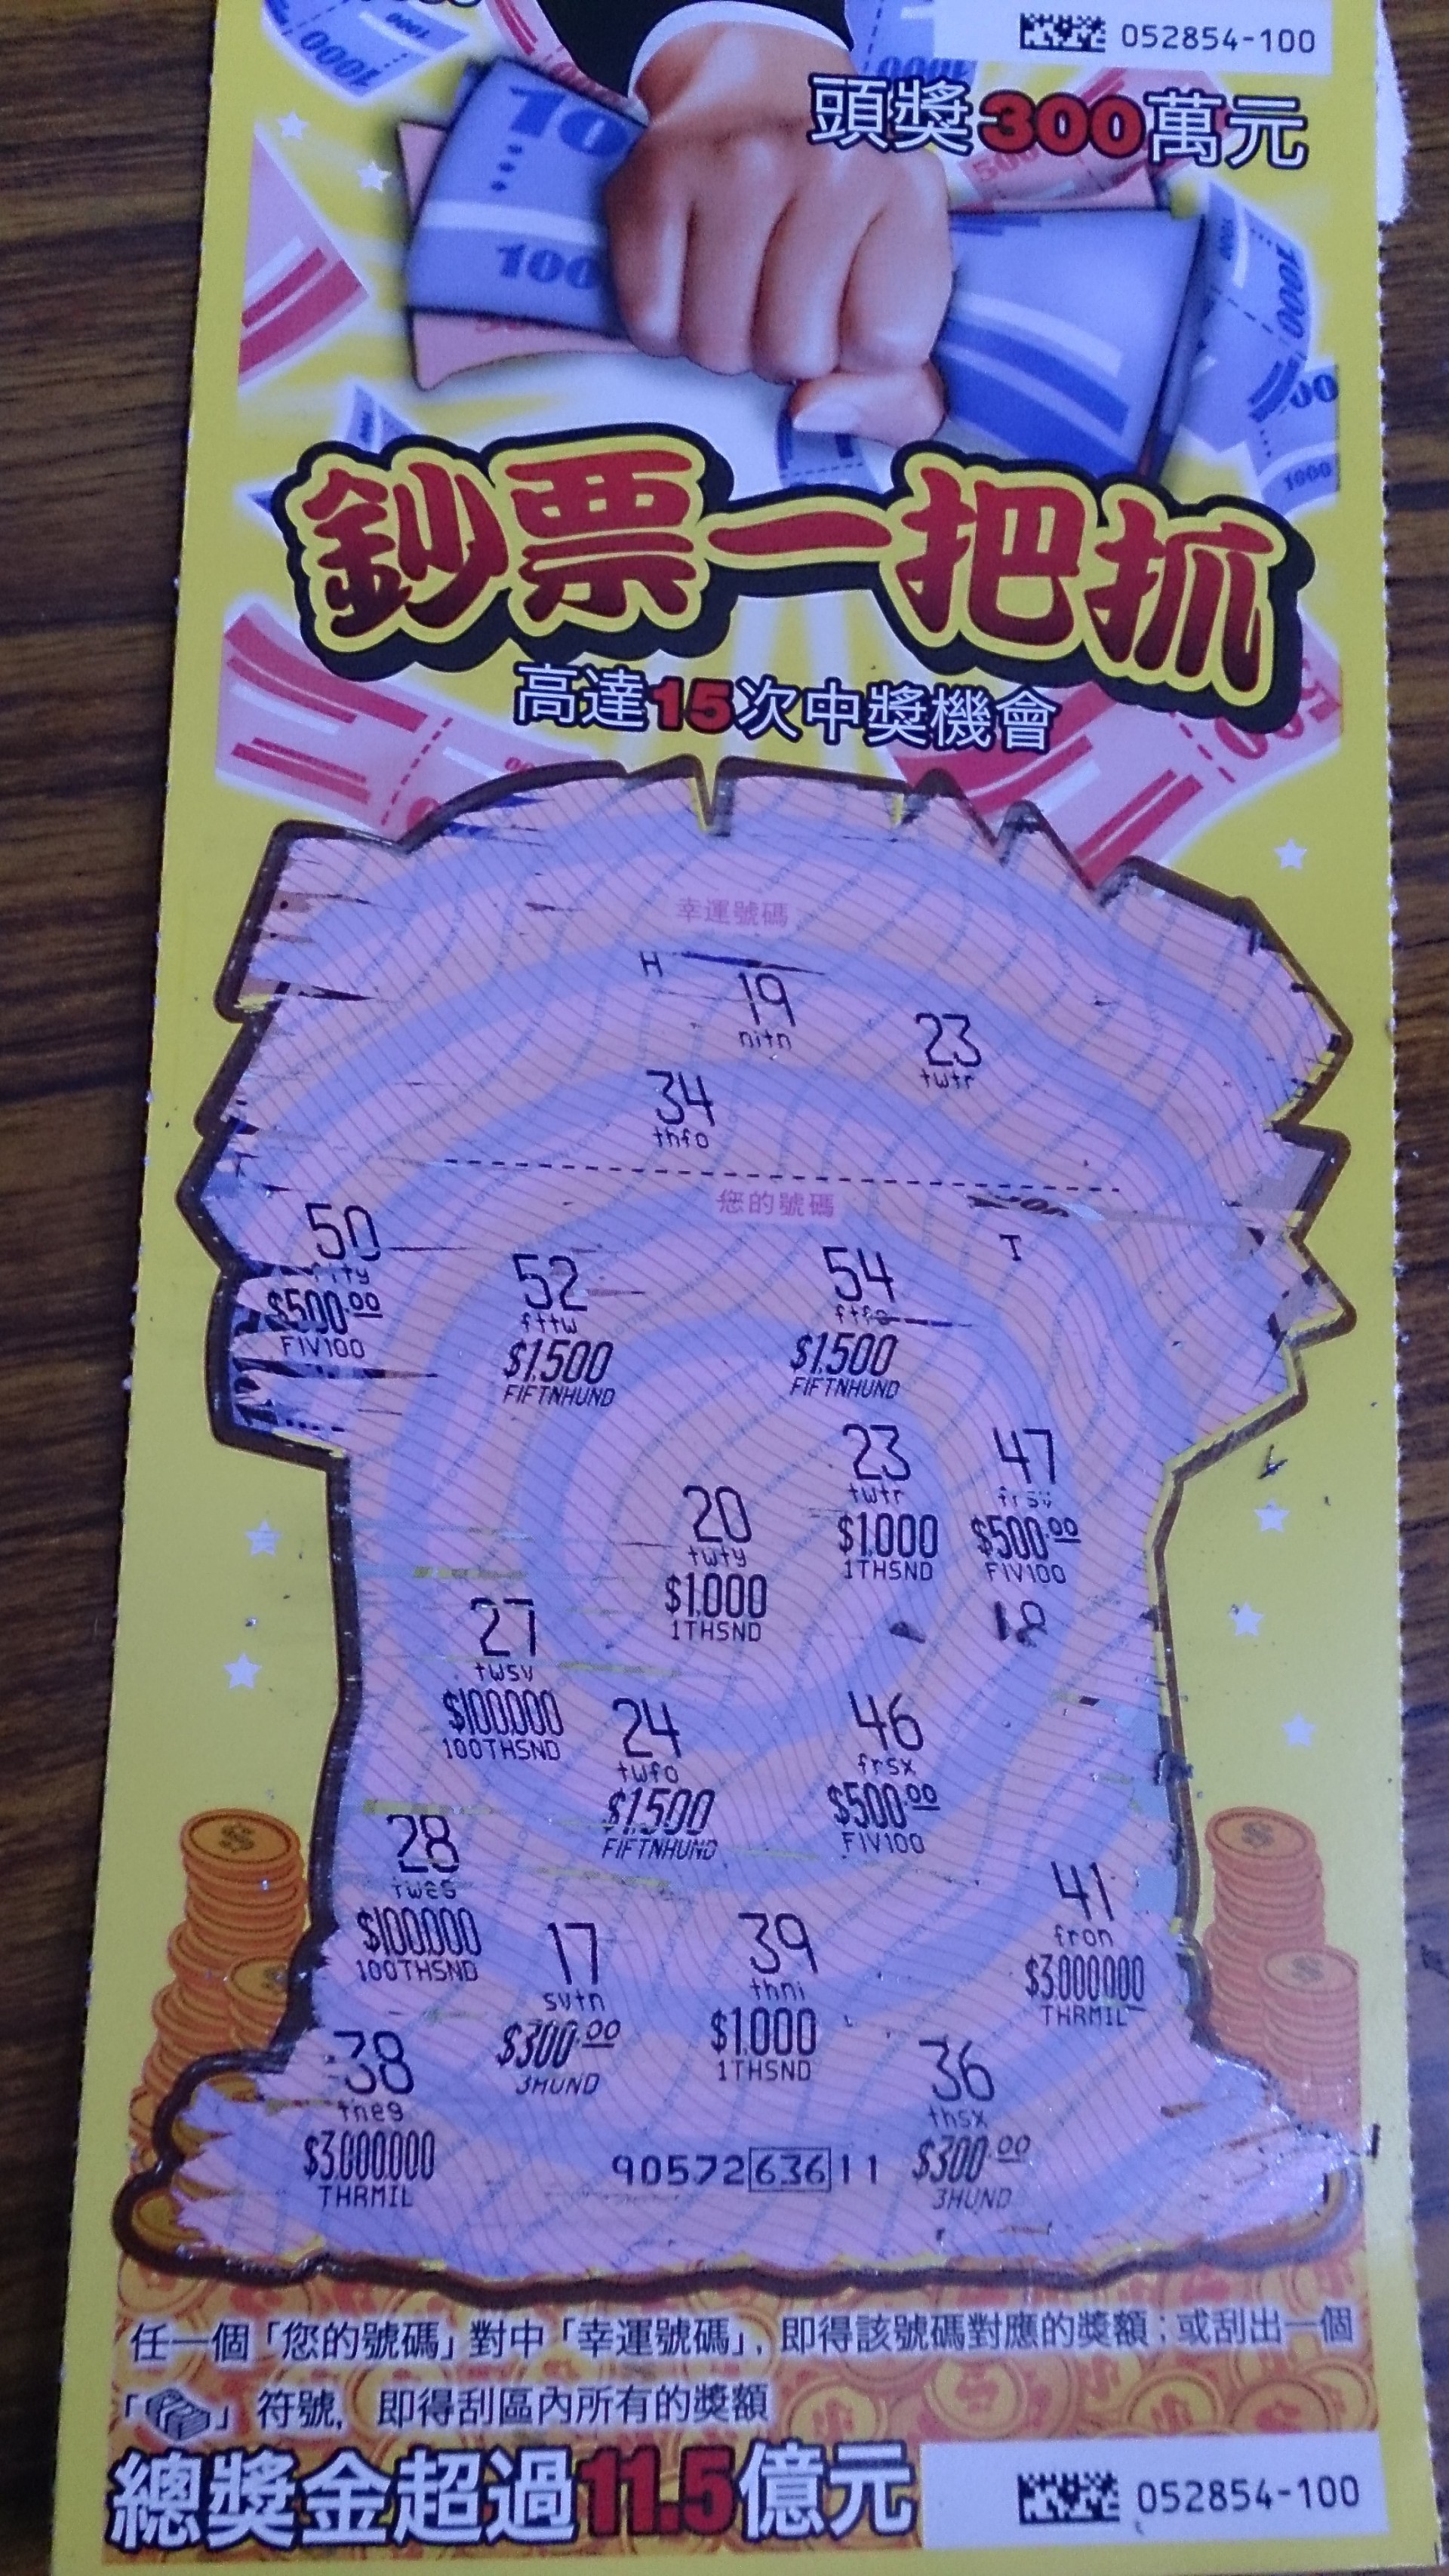 052854-100
頭獎300萬元
10
100
1000
1000
鈔票一把抓
高達15次中獎機會
幸運號碼
H
19
nitn
23
twtr
34
thfo
您的號碼
T
50
$500.00
FIV100
52
fttw
$1,500
FIFTNHUND
54
ftfo
$1,500
FIFTNHUND
23
twtr
$1,000
1THSND
47
frsv
$500.00
FIV100
20
twty
$1,000
1THSND
18
27
twsv
$100,000
100THSND
24
twfo
$1,500
FIFTNHUND
46
frsx
$500.00
FIV100
28
$100,000
100THSND
17
svtn
$300.00
3HUND
39
thni
$1,000
1THSND
41
fron
$3,000,000
THRMIL
38
$3,000,000
THRMIL
36
thsx
$300.00
3HUND
90572 636 11
任一個「您的號碼」對中「幸運號碼」,即得該號碼對應的獎額;或刮出一個
「」符號,即得刮區內所有的獎額
總獎金超過11.5億元
052854-100